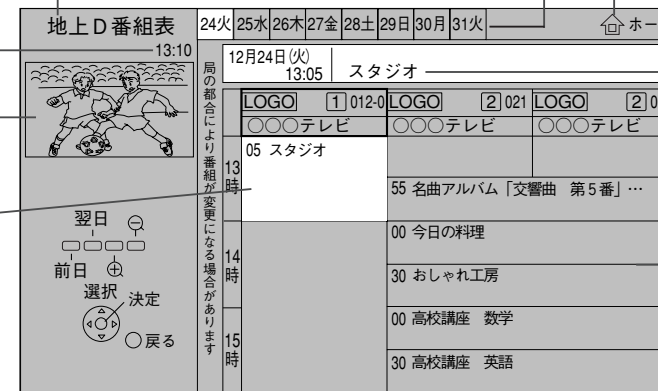 地上D番組表
24火 25水 26木 27金 28土 29日 30月 31火
ホー
13:10
12月24日(火)
13:05 スタジオ
局の都合により番組が変更になる場合があります
LOGO 1 012-0 LOGO 2 021 LOGO 2 0
○○○テレビ ○○○テレビ ○○○テレビ
13時
05 スタジオ
55 名曲アルバム「交響曲 第5番」…
14時
00 今日の料理
30 おしゃれ工房
15時
00 高校講座 数学
30 高校講座 英語
翌日
前日
選択
決定
戻る